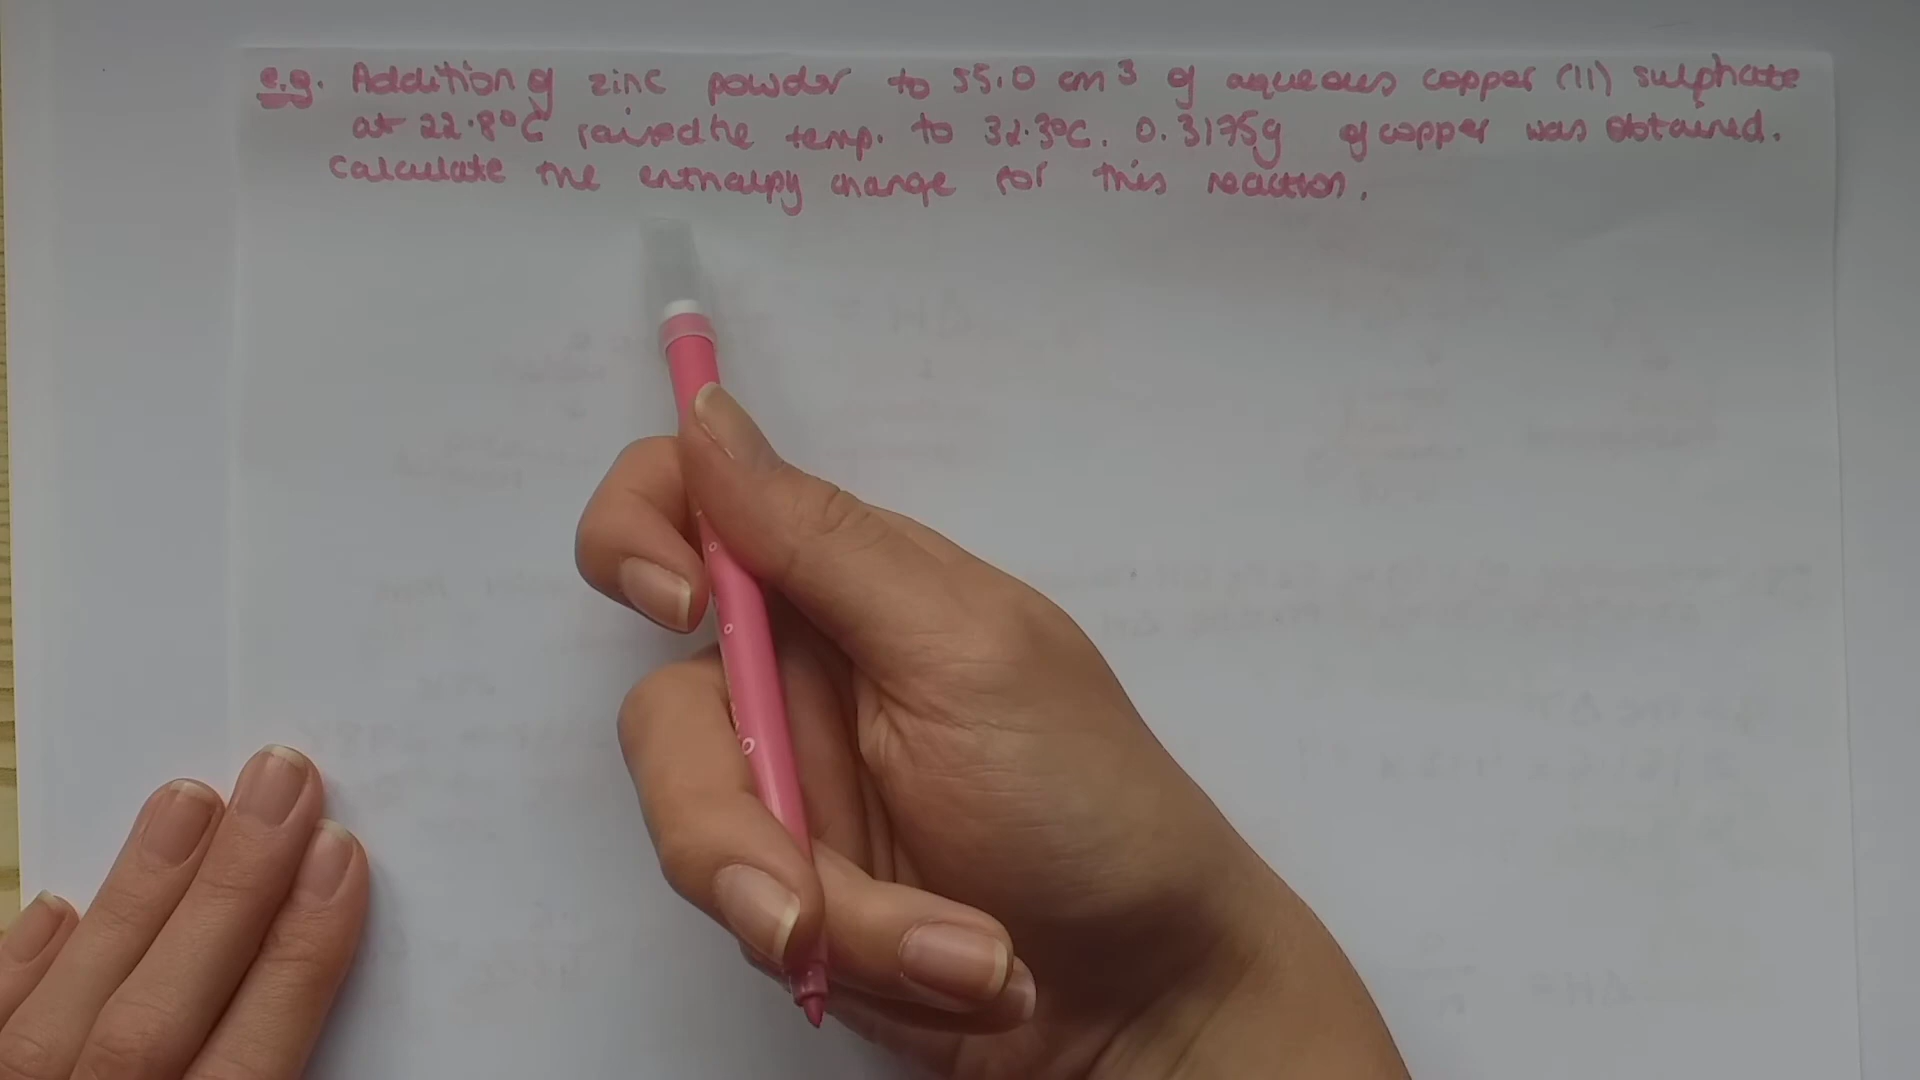 e.g. Addition of zinc powder to 55.0 cm3 of aqueous copper (II) sulphate
at 22.8°C raised the temp. to 32.3°C. 0.3175g of copper was obtained.
Calculate the enthalpy change for this reaction.